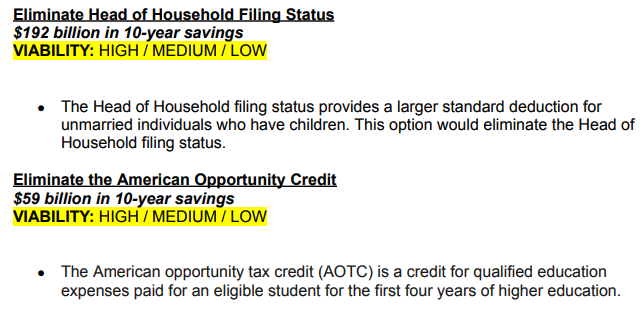 Eliminate Head of Household Filing Status
$192 billion in 10-year savings
VIABILITY: HIGH / MEDIUM / LOW
• The Head of Household filing status provides a larger standard deduction for
unmarried individuals who have children. This option would eliminate the Head of
Household filing status.
Eliminate the American Opportunity Credit
$59 billion in 10-year savings
VIABILITY: HIGH / MEDIUM / LOW
• The American opportunity tax credit (AOTC) is a credit for qualified education
expenses paid for an eligible student for the first four years of higher education.